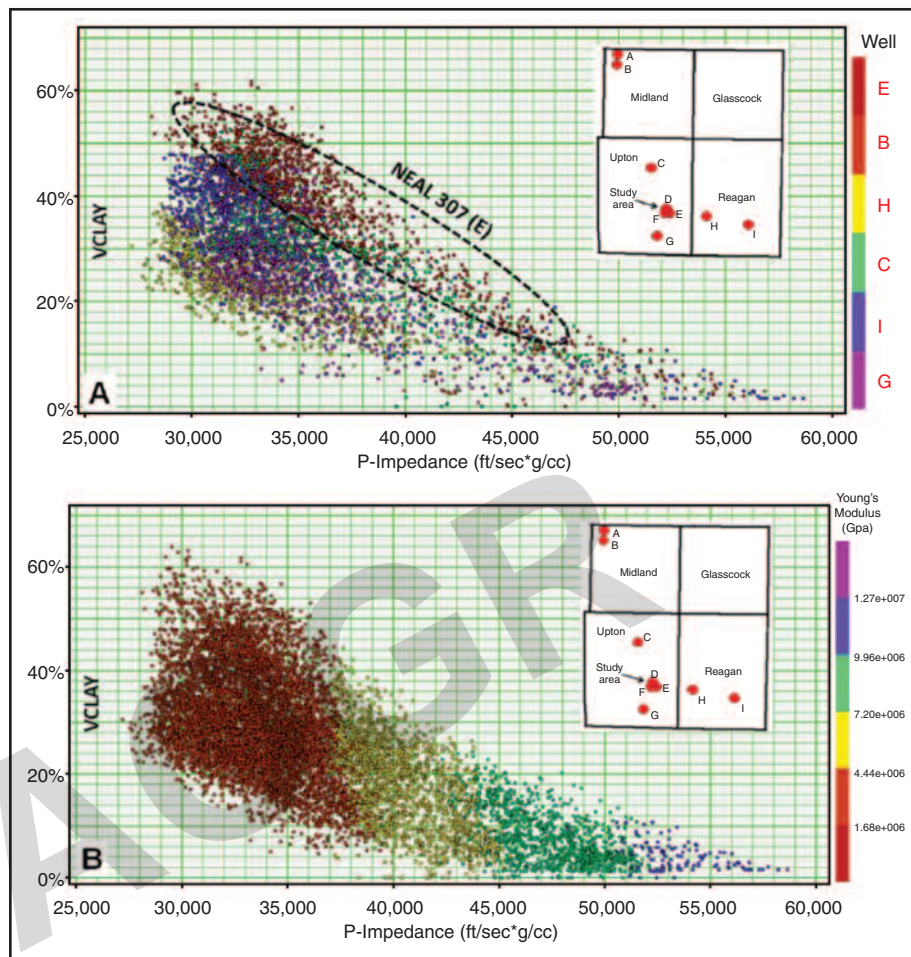 Well
A
B
Midland
Glasscock
Upton
C
Study
area
D
F
E
G
Reagan
H
I
E
B
H
C
I
G
NEAL 307 (E)
VCLAY
60%
40%
20%
0%
A
25,000 30,000 35,000 40,000 45,000 50,000 55,000 60,000
P-Impedance (ft/sec*g/cc)
Young's
Modulus
(Gpa)
A
B
Midland
Glasscock
Upton
C
Study
area
D
F
E
G
Reagan
H
I
1.27e+007
9.96e+006
7.20e+006
4.44e+006
1.68e+006
VCLAY
60%
40%
20%
0%
B
25,000 30,000 35,000 40,000 45,000 50,000 55,000 60,000
P-Impedance (ft/sec*g/cc)